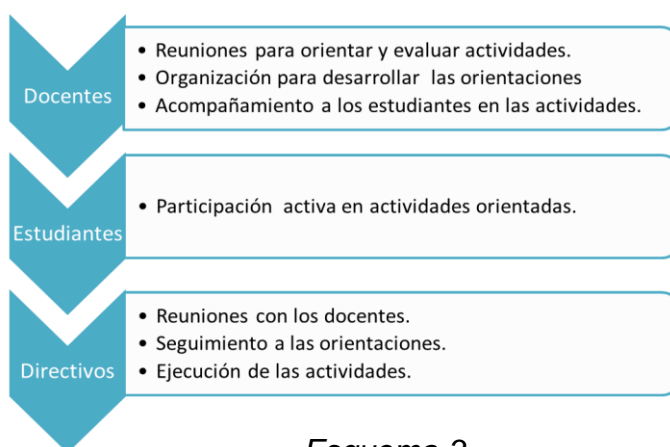 Docentes
• Reuniones para orientar y evaluar actividades.
• Organización para desarrollar las orientaciones
• Acompañamiento a los estudiantes en las actividades.
Estudiantes
• Participación activa en actividades orientadas.
Directivos
• Reuniones con los docentes.
• Seguimiento a las orientaciones.
• Ejecución de las actividades.
Esquema